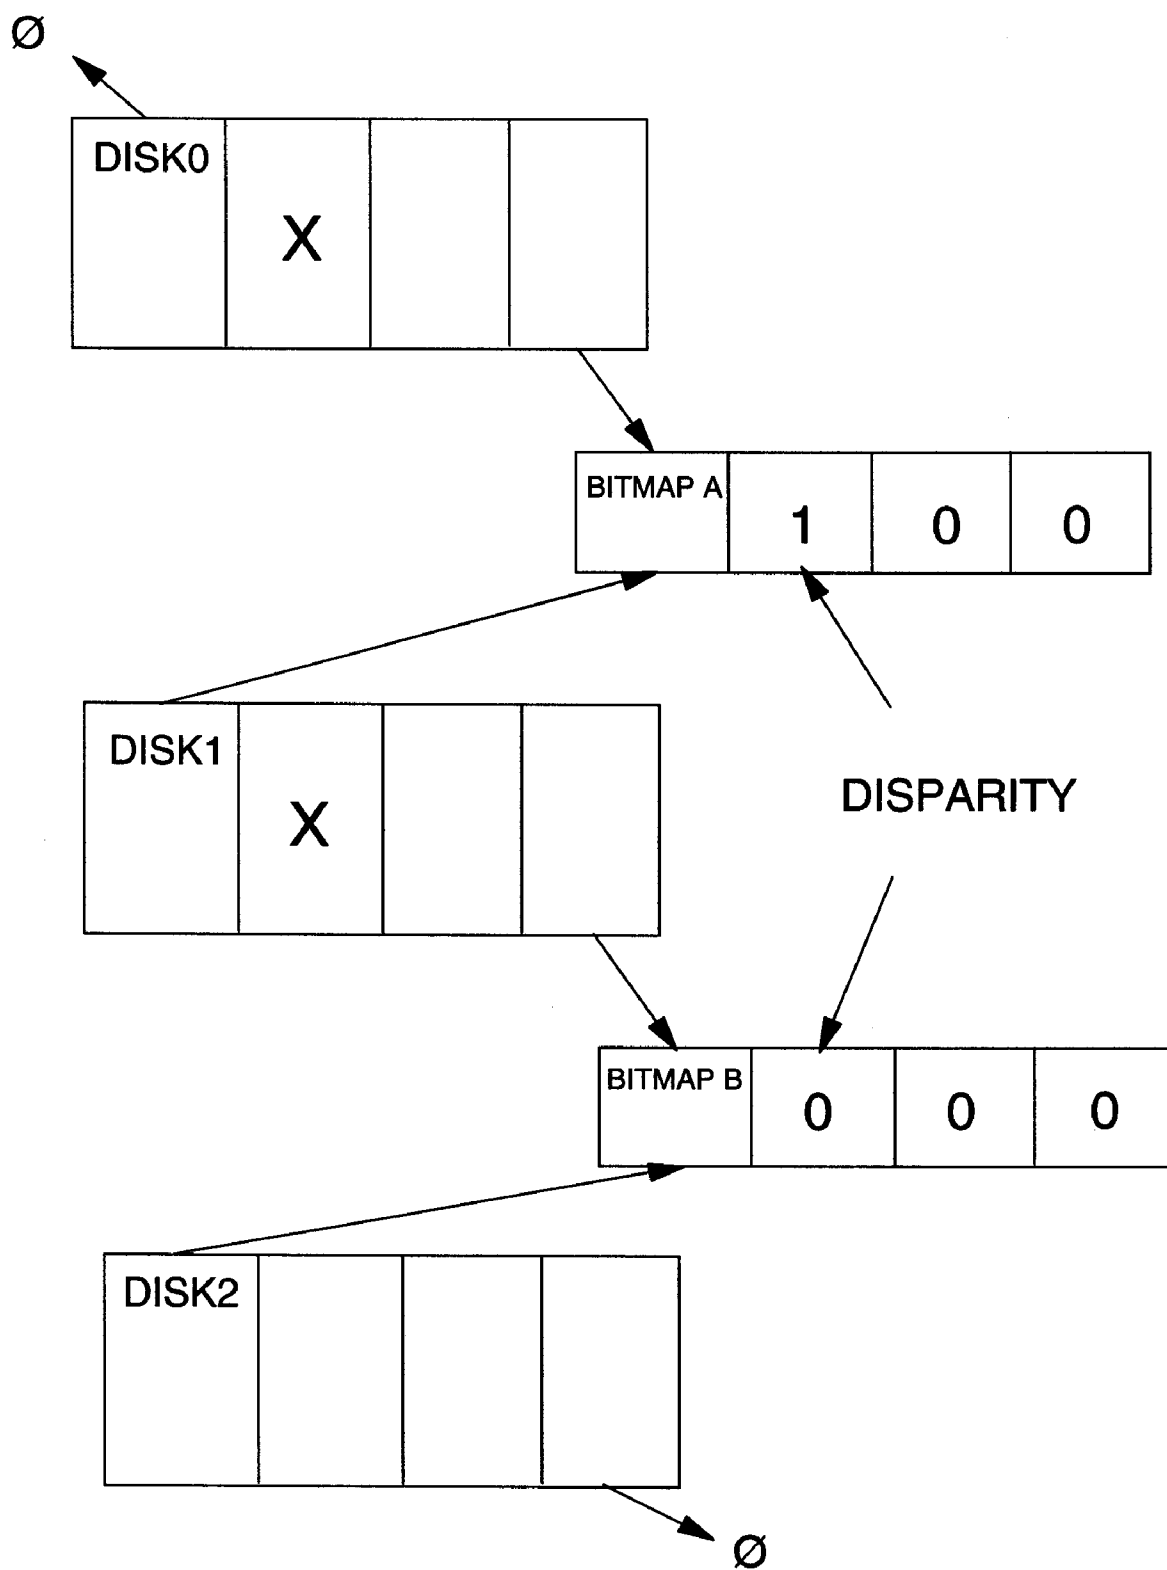 Ø
DISK0
X
BITMAP A 1 0 0
DISK1
X
DISPARITY
BITMAP B 0 0 0
DISK2
Ø